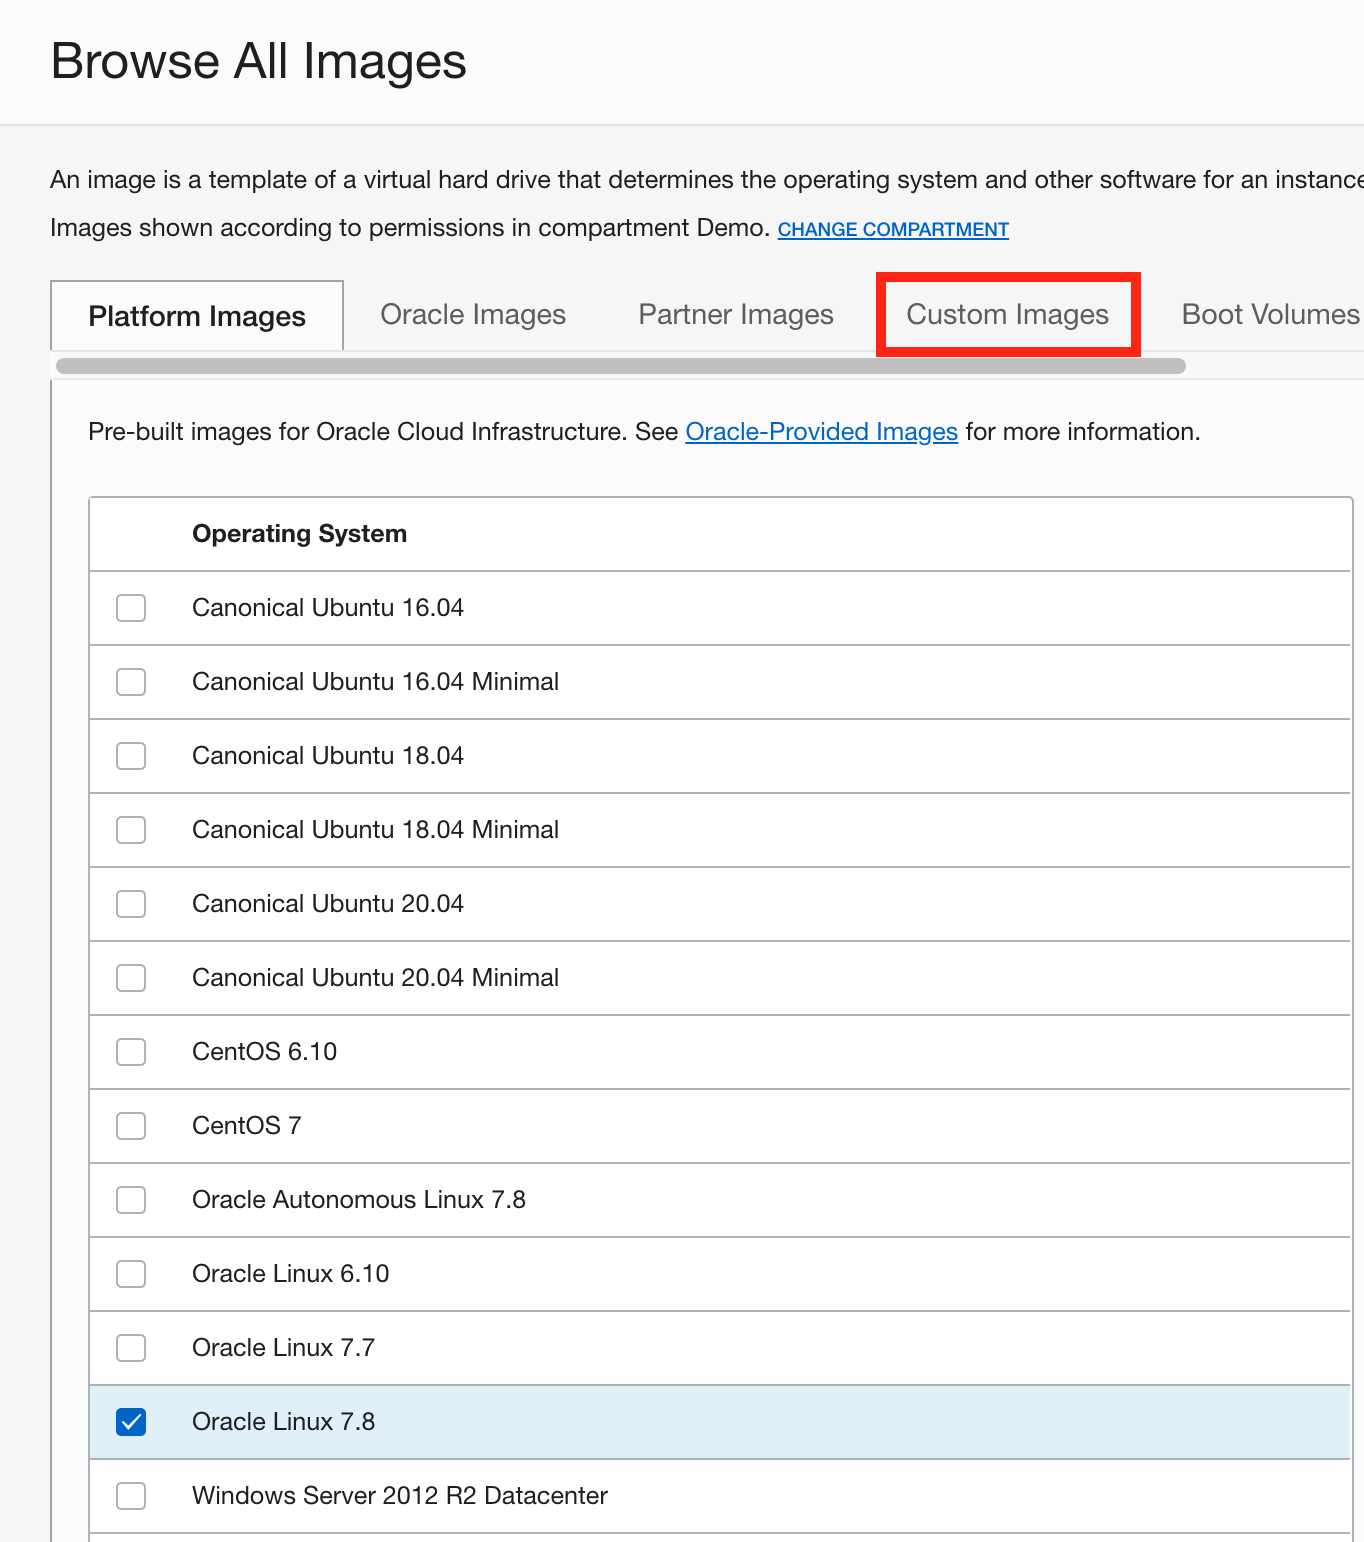 Browse All Images
An image is a template of a virtual hard drive that determines the operating system and other software for an instance
Images shown according to permissions in compartment Demo. CHANGE COMPARTMENT
Platform Images Oracle Images Partner Images Custom Images Boot Volumes
Pre-built images for Oracle Cloud Infrastructure. See Oracle-Provided Images for more information.
Operating System
Canonical Ubuntu 16.04
Canonical Ubuntu 16.04 Minimal
Canonical Ubuntu 18.04
Canonical Ubuntu 18.04 Minimal
Canonical Ubuntu 20.04
Canonical Ubuntu 20.04 Minimal
CentOS 6.10
CentOS 7
Oracle Autonomous Linux 7.8
Oracle Linux 6.10
Oracle Linux 7.7
Oracle Linux 7.8
Windows Server 2012 R2 Datacenter